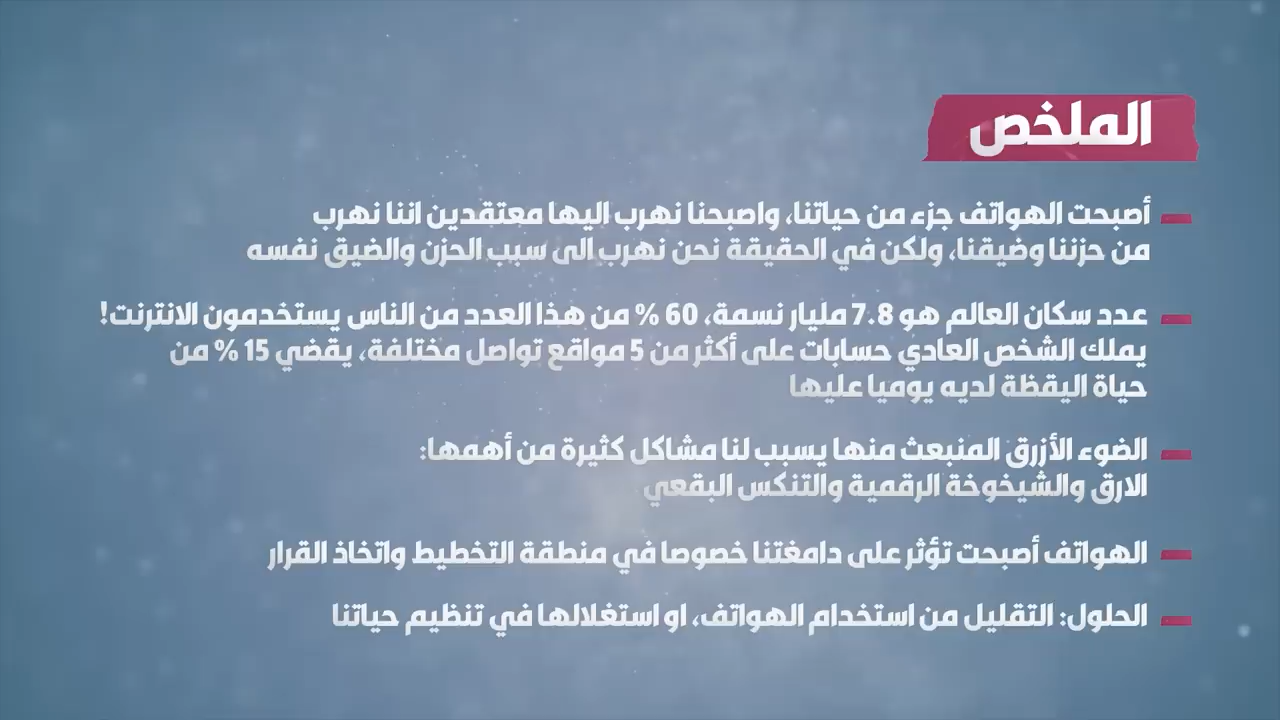 الملخص
أصبحت الهواتف جزء من حياتنا، واصبحنا نهرب اليها معتقدين اننا نهرب
من حزننا وضيقنا، ولكن في الحقيقة نحن نهرب الى سبب الحزن والضيق نفسه
عدد سكان العالم هو 7.8 مليار نسمة، 60 % من هذا العدد من الناس يستخدمون الانترنت!
يملك الشخص العادي حسابات على أكثر من 5 مواقع تواصل مختلفة، يقضي 15 % من
حياة اليقظة لديه يوميا عليها
الضوء الأزرق المنبعث منها يسبب لنا مشاكل كثيرة من أهمها:
الارق والشيخوخة الرقمية والتنكس البقعي
الهواتف أصبحت تؤثر على دامغتنا خصوصا في منطقة التخطيط واتخاذ القرار
الحلول: التقليل من استخدام الهواتف، او استغلالها في تنظيم حياتنا